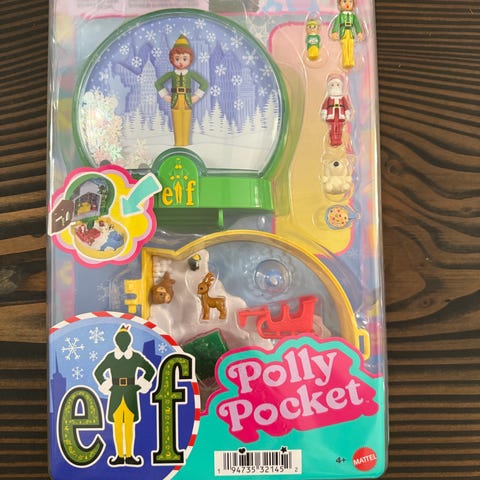 elf
elf
Polly
Pocket
4+
MATTEL
1 94735 32145 2